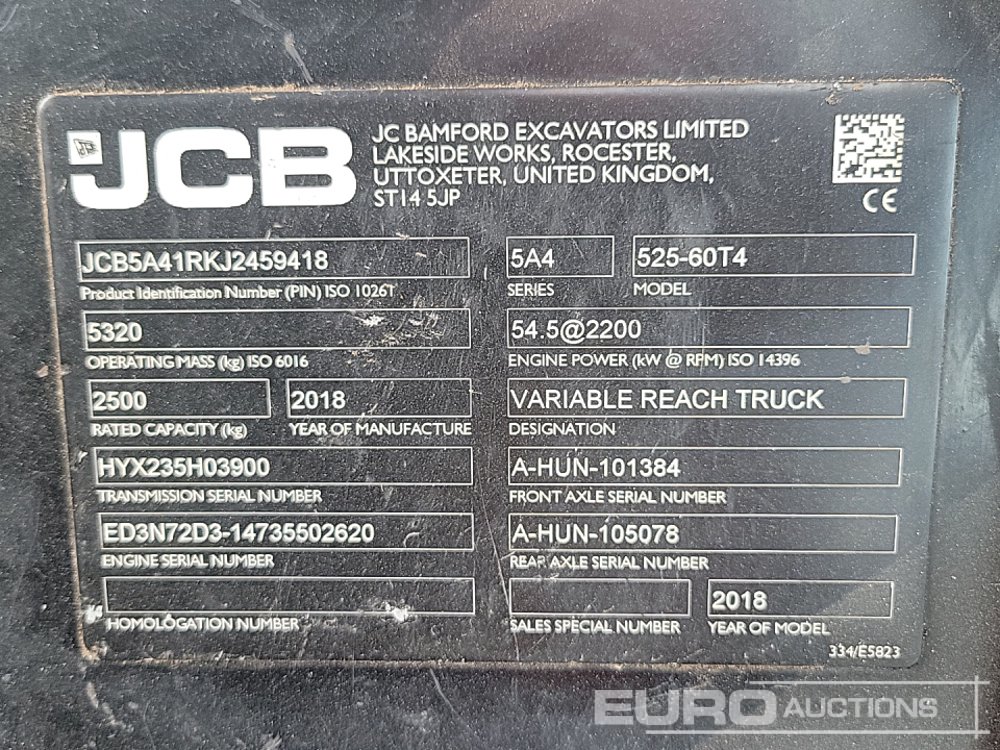 JCB
JC BAMFORD EXCAVATORS LIMITED
LAKESIDE WORKS, ROCESTER,
UTTOXETER, UNITED KINGDOM,
ST14 5JP
CE
JCB5A41RKJ2459418
Product Identification Number (PIN) ISO 10261
5A4
SERIES
525-60T4
MODEL
5320
OPERATING MASS (kg) ISO 6016
54.5@2200
ENGINE POWER (kW @ RPM) ISO 14396
2500
RATED CAPACITY (kg)
2018
YEAR OF MANUFACTURE
VARIABLE REACH TRUCK
DESIGNATION
HYX235H03900
TRANSMISSION SERIAL NUMBER
A-HUN-101384
FRONT AXLE SERIAL NUMBER
ED3N72D3-14735502620
ENGINE SERIAL NUMBER
A-HUN-105078
REAR AXLE SERIAL NUMBER
HOMOLOGATION NUMBER
SALES SPECIAL NUMBER
2018
YEAR OF MODEL
334/E5823
EURO AUCTIONS